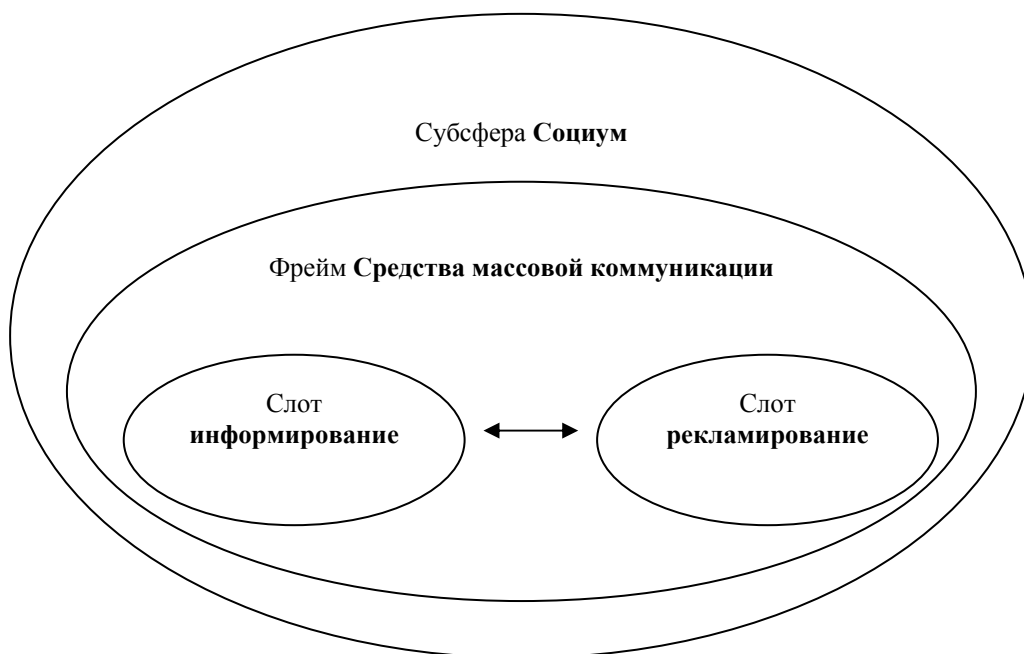 Субсфера Социум
Фрейм Средства массовой коммуникации
Слот
информирование
Слот
рекламирование